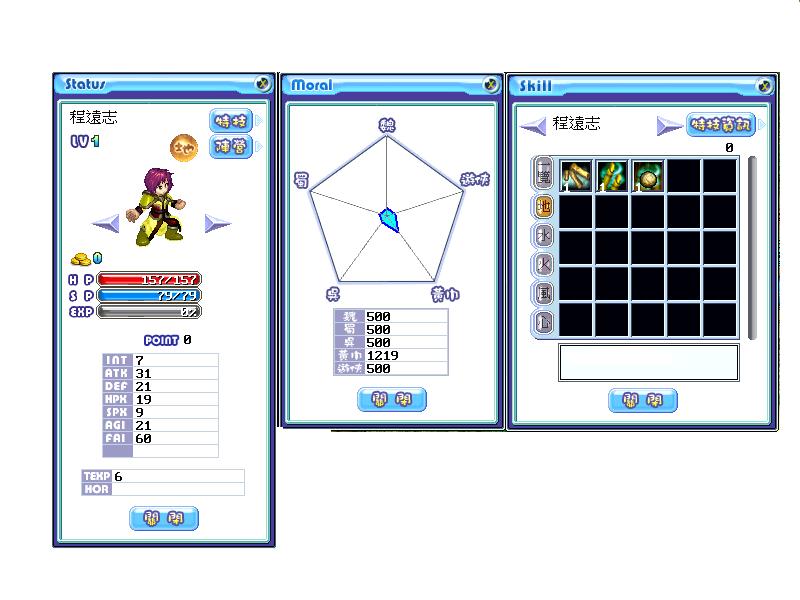 Status
程遠志
特技
LV 1
地
陣營
0
HP 157/157
SP 79/79
EXP 0%
POINT 0
INT 7
ATK 31
DEF 21
HPX 19
SPX 9
AGI 21
FAI 60
TEXP 6
HOR
關閉
Moral
魏
蜀
遊俠
吳
黃巾
魏 500
蜀 500
吳 500
黃巾 1219
遊俠 500
關閉
Skill
程遠志
特技資訊
0
一覽
1 1 1
地
水
火
風
心
關閉